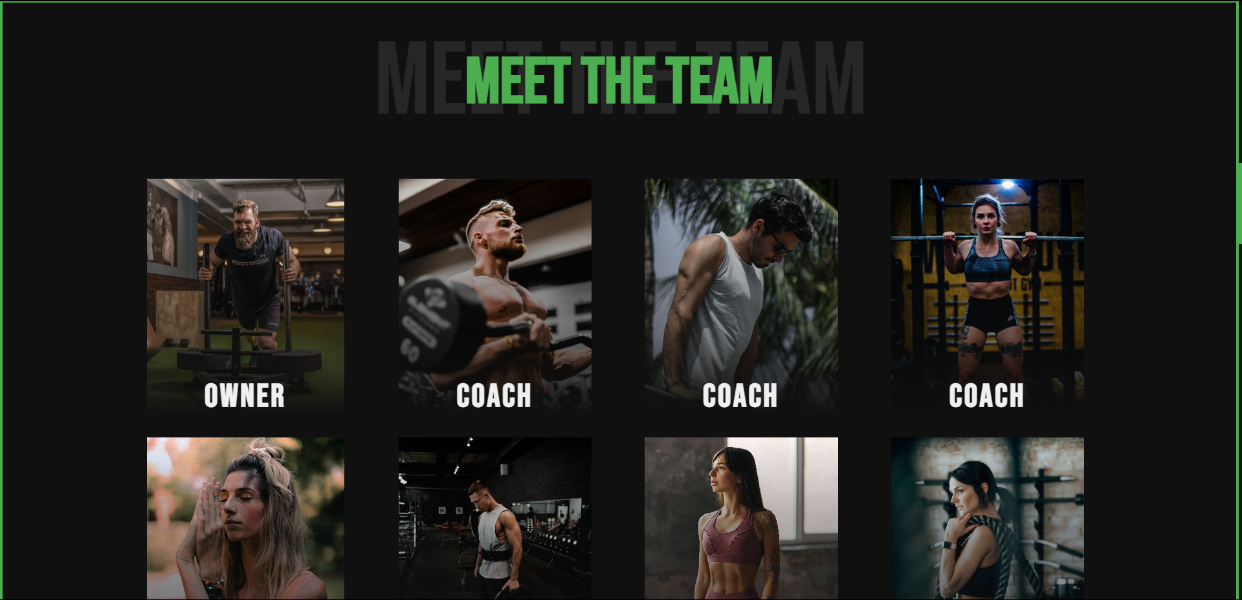 MEET THE TEAM
MEET THE TEAM
OWNER
COACH
COACH
COACH